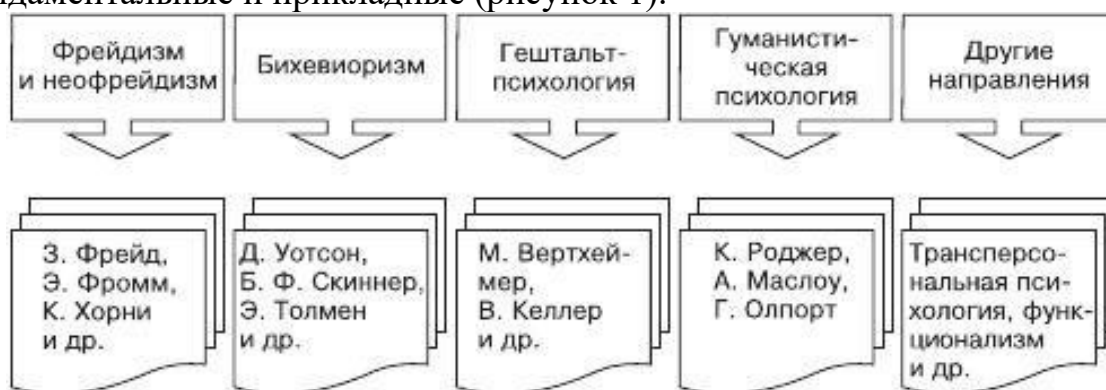 ндаментальные и прикладные (рисунок 1).
Фрейдизм
и неофрейдизм
Бихевиоризм
Гештальт-
психология
Гуманисти-
ческая
психология
Другие
направления
З. Фрейд,
Э. Фромм,
К. Хорни
и др.
Д. Уотсон,
Б. Ф. Скиннер,
Э. Толмен
и др.
М. Вертхей-
мер,
В. Келлер
и др.
К. Роджер,
А. Маслоу,
Г. Олпорт
Трансперсо-
нальная пси-
хология, функ-
ционализм
и др.